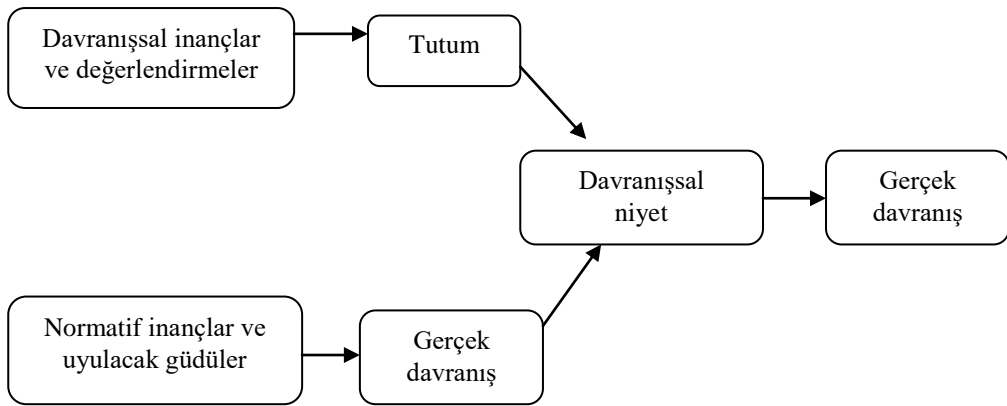 Davranışsal inançlar
ve değerlendirmeler
Tutum
Davranışsal
niyet
Gerçek
davranış
Normatif inançlar ve
uyulacak güdüler
Gerçek
davranış